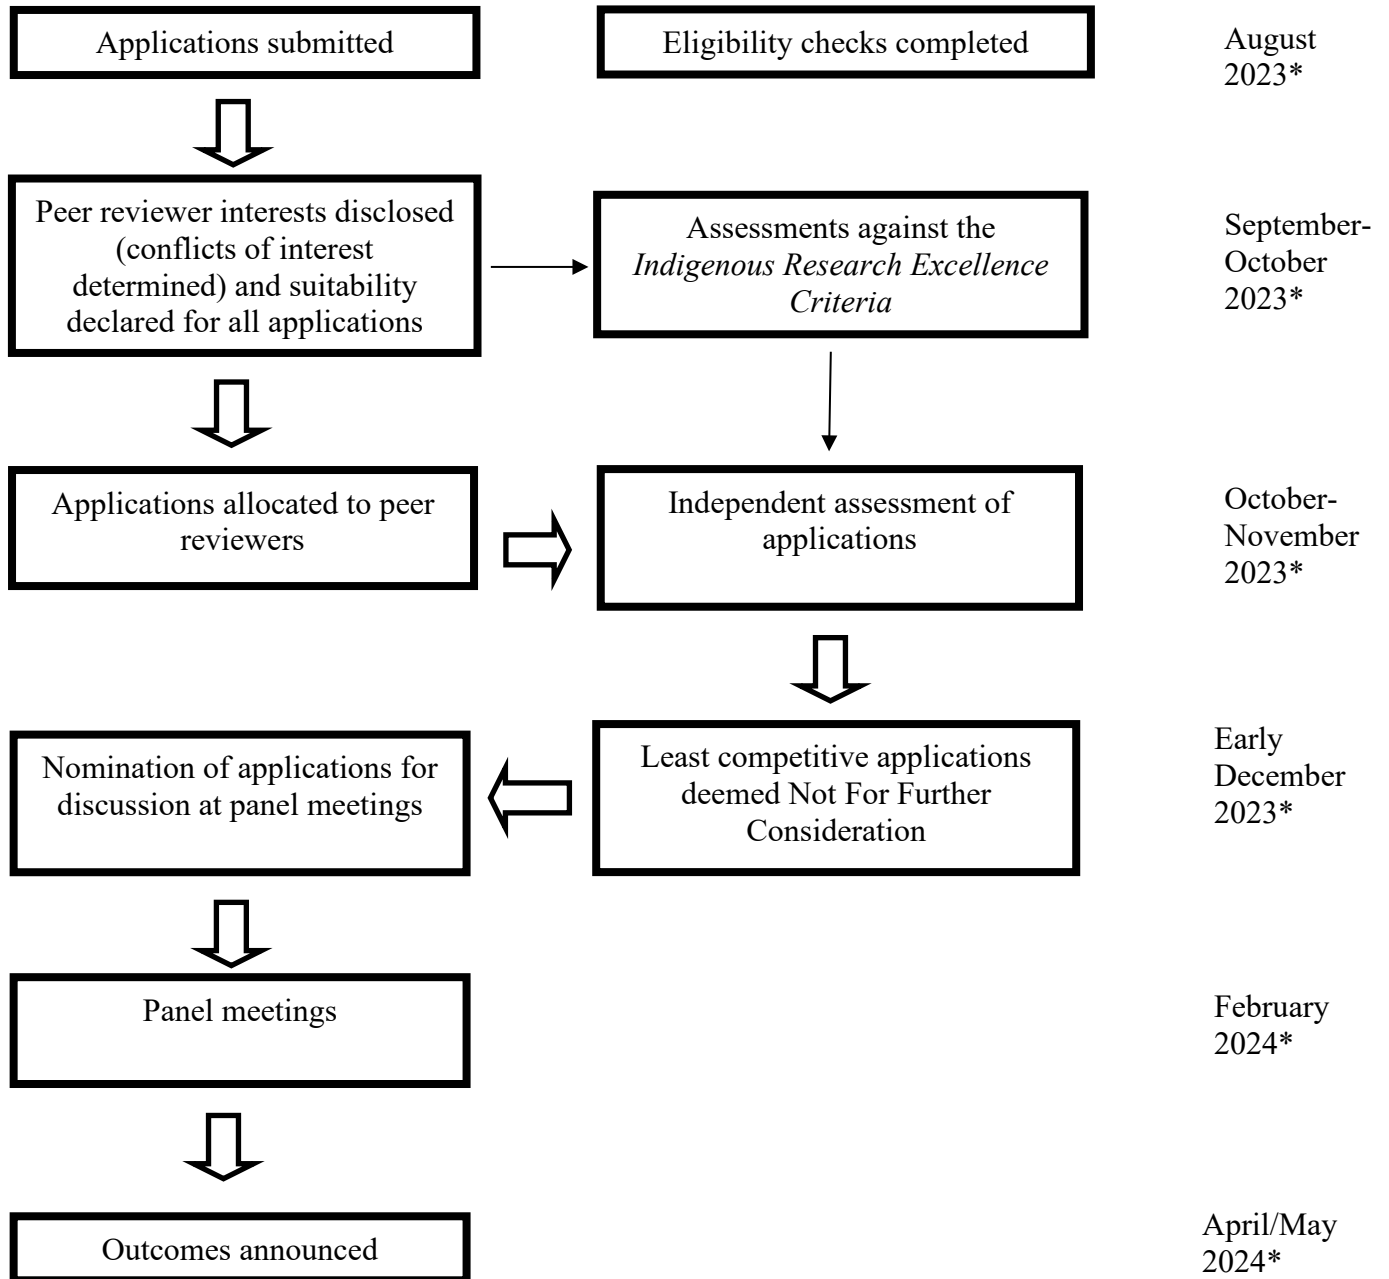 Applications submitted
Eligibility checks completed
August
2023*
Peer reviewer interests disclosed
(conflicts of interest
determined) and suitability
declared for all applications
Assessments against the
Indigenous Research Excellence
Criteria
September-
October
2023*
Applications allocated to peer
reviewers
Independent assessment of
applications
October-
November
2023*
Nomination of applications for
discussion at panel meetings
Least competitive applications
deemed Not For Further
Consideration
Early
December
2023*
Panel meetings
February
2024*
Outcomes announced
April/May
2024*